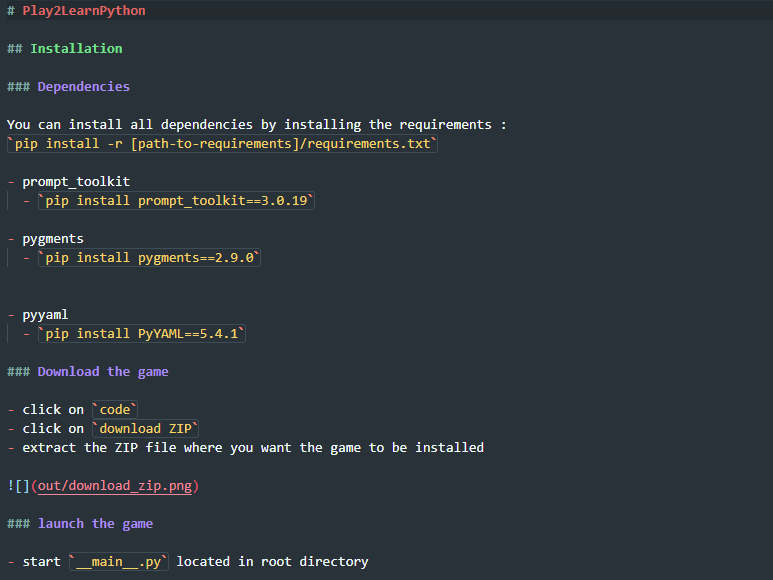 # Play2LearnPython
## Installation
### Dependencies
You can install all dependencies by installing the requirements :
`pip install -r [path-to-requirements]/requirements.txt`
- prompt_toolkit
- `pip install prompt_toolkit==3.0.19`
- pygments
- `pip install pygments==2.9.0`
- pyyaml
- `pip install PyYAML==5.4.1`
### Download the game
- click on `code`
- click on `download ZIP`
- extract the ZIP file where you want the game to be installed
![](out/download_zip.png)
### launch the game
- start `__main__.py` located in root directory